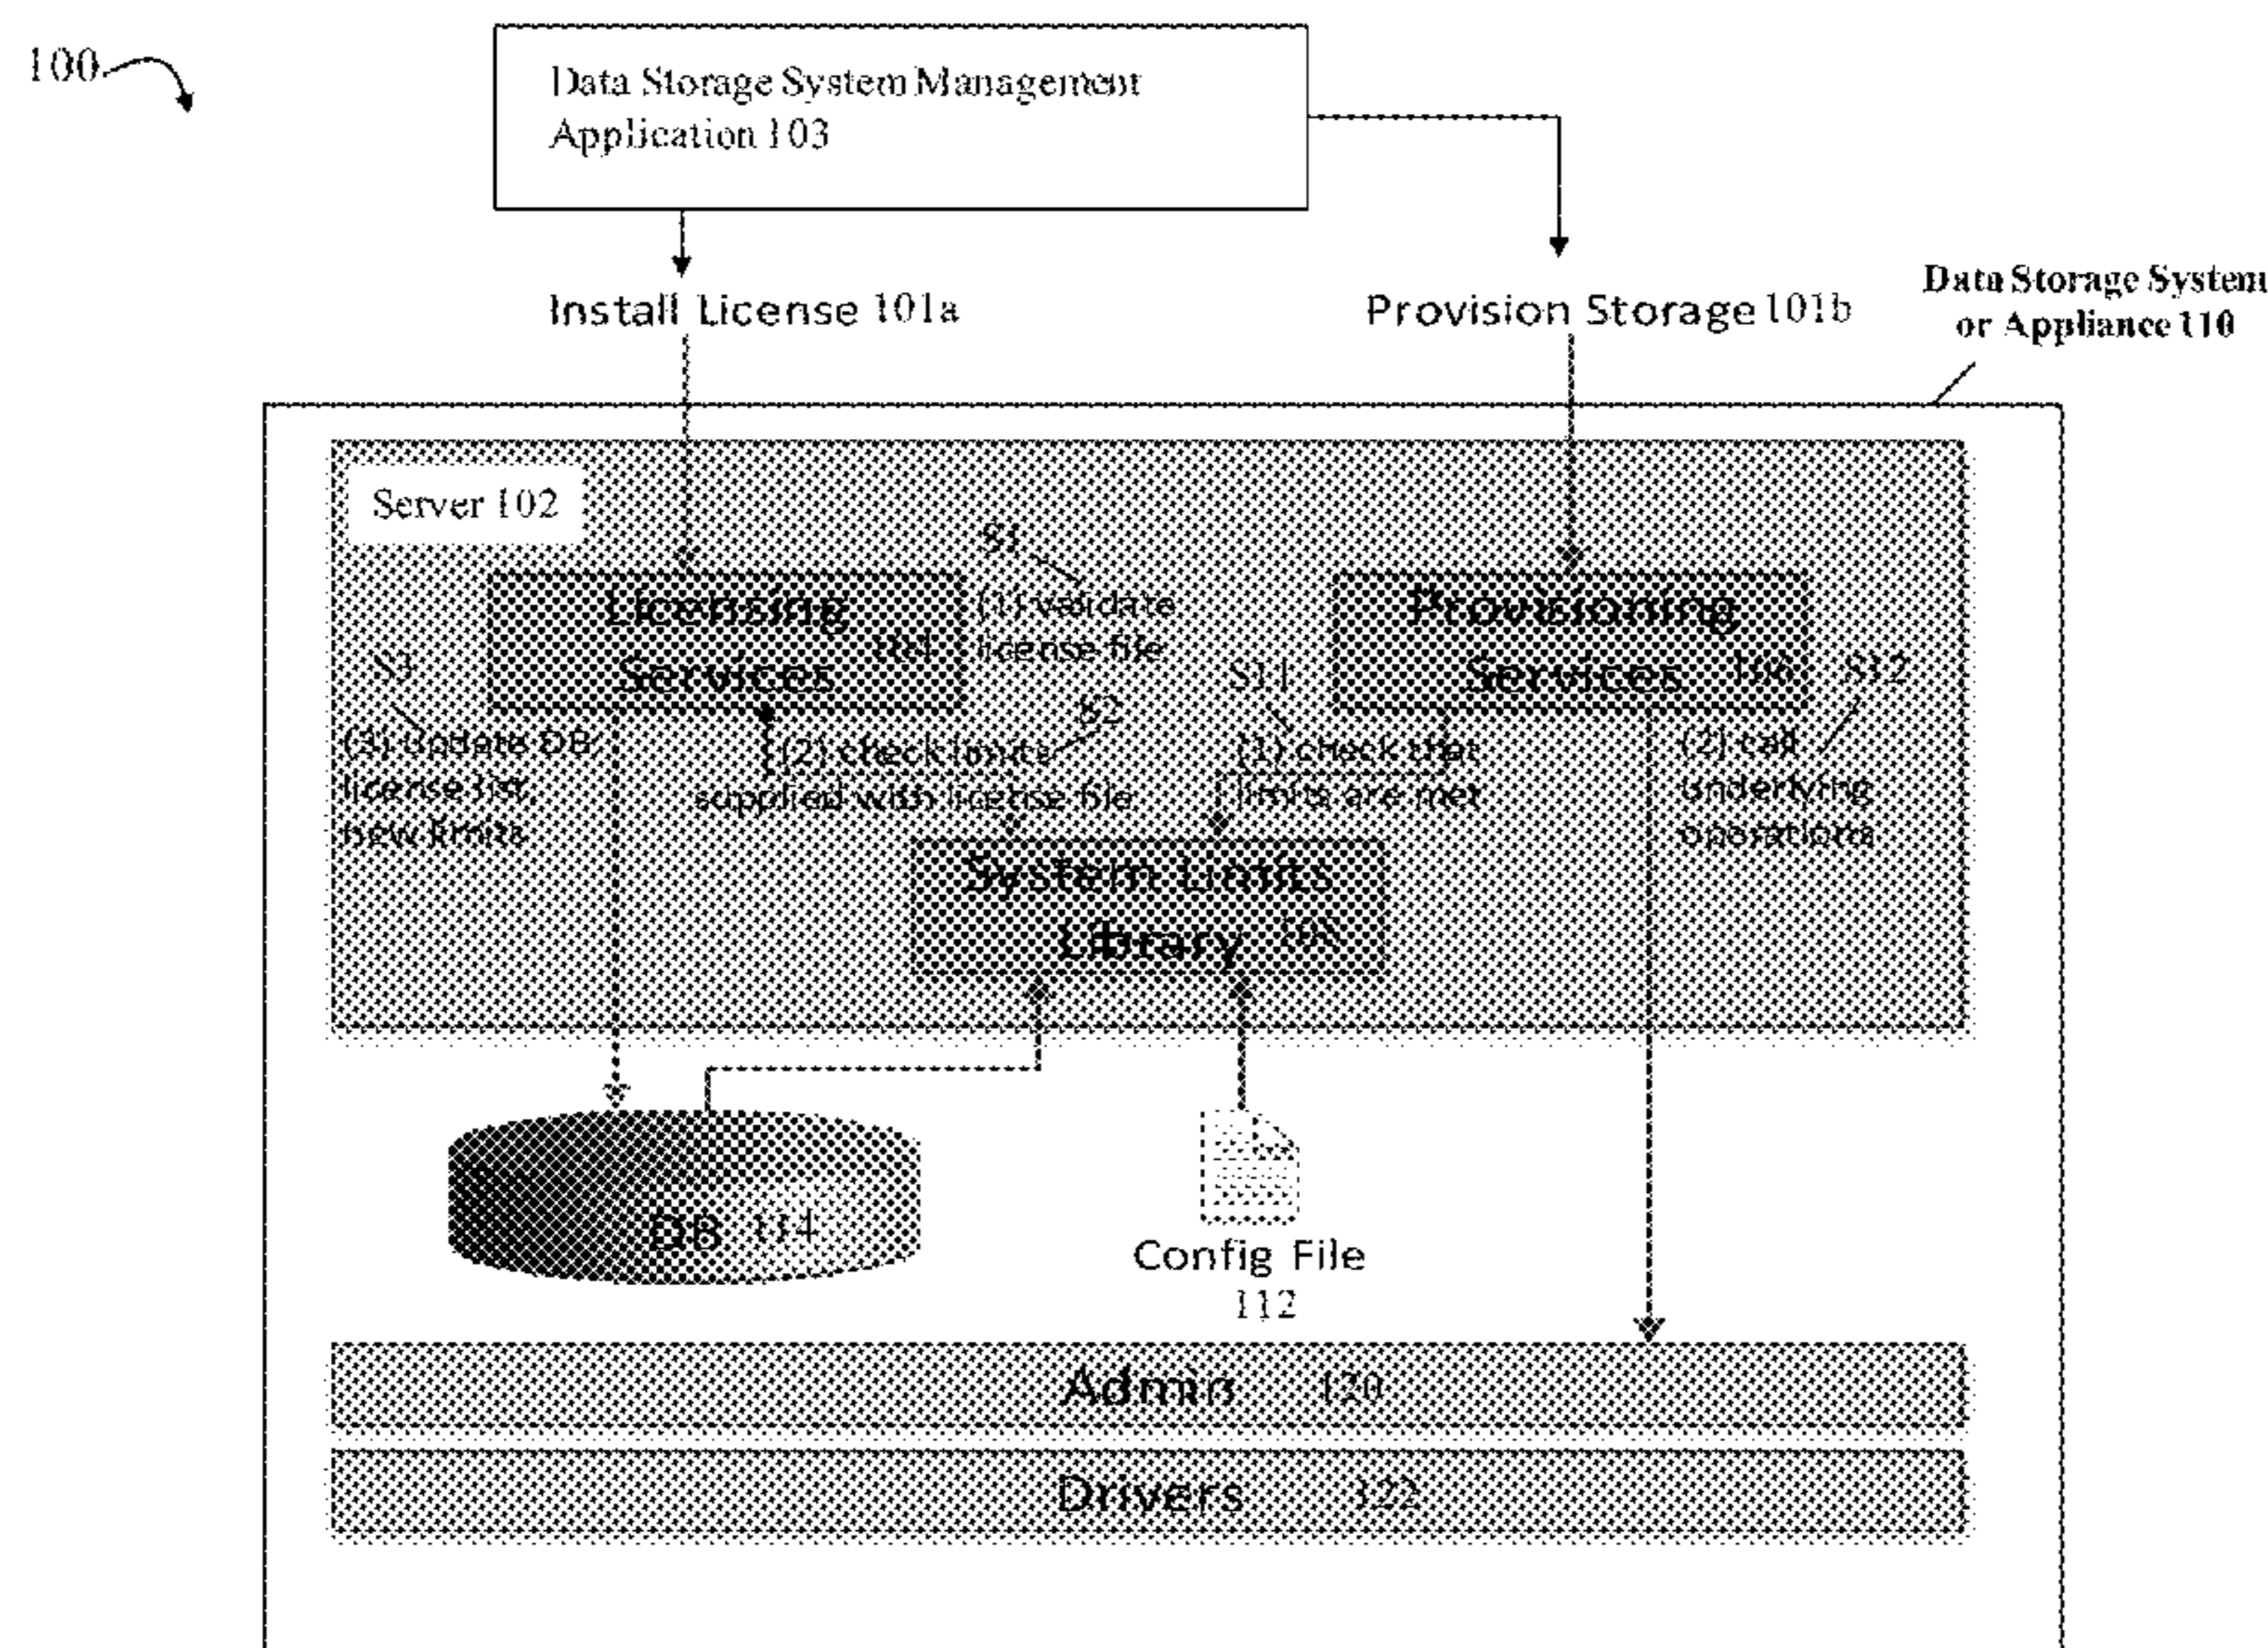 100
Data Storage System Management
Application 103
Install License 101a
Provision Storage 101b
Data Storage System
or Appliance 110
Server 102
S1
Licensing
Services 104
(1) validate
license file
Provisioning
Services 106
S3
S2
S11
S12
(3) update DB
license list,
new limits
(2) check limits
supplied with license file
(1) check that
limits are met
(2) call
underlying
operations
System Limits
Library 108
DB 114
Config File
112
Admin 120
Drivers 122